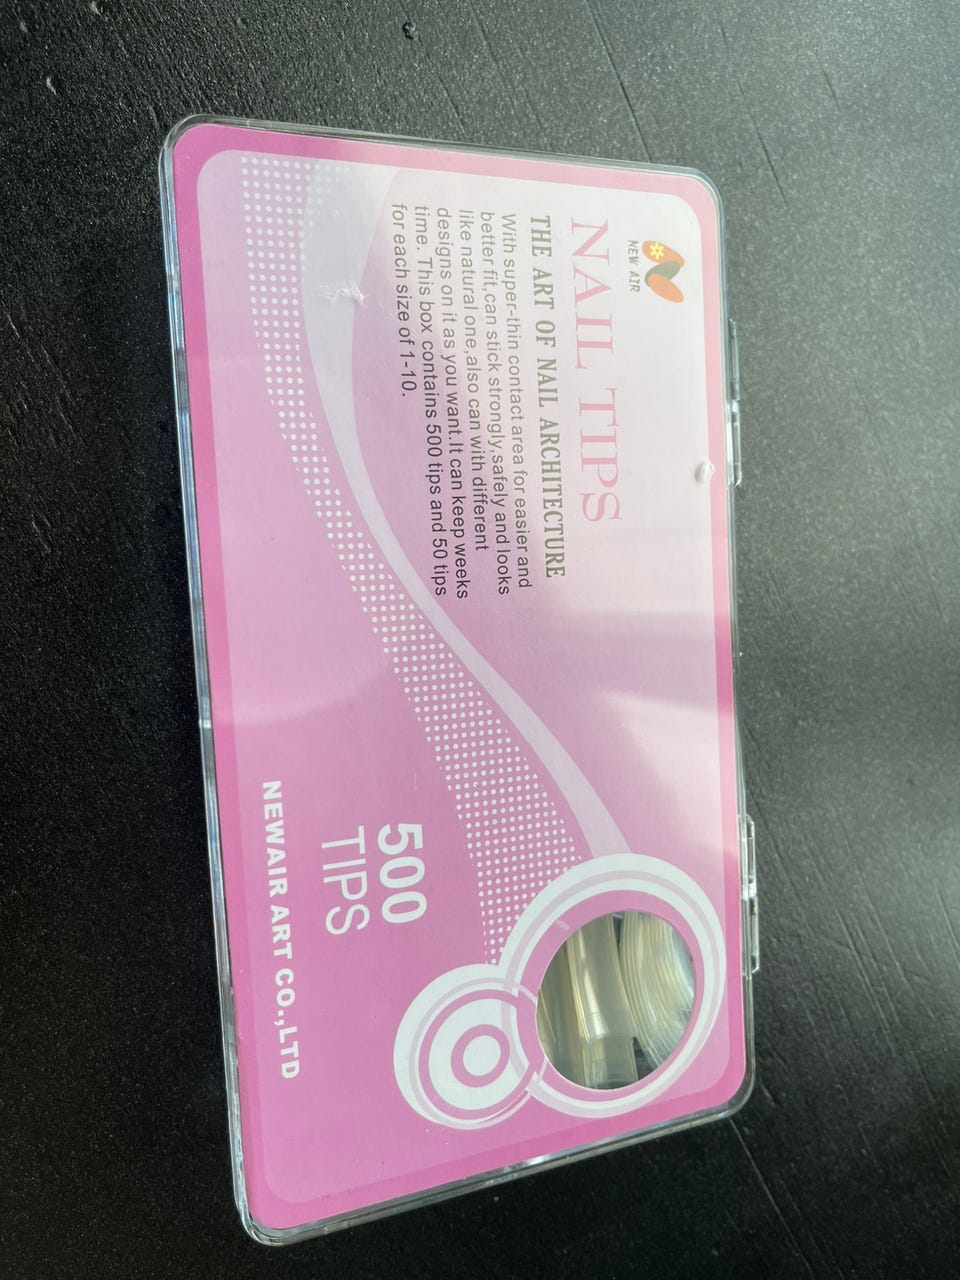 NEW AIR
NAIL TIPS
THE ART OF NAIL ARCHITECTURE
With super-thin contact area for easier and
better fit,can stick strongly,safely and looks
like natural one,also can with different
designs on it as you want.It can keep weeks
time. This box contains 500 tips and 50 tips
for each size of 1-10.
500
TIPS
NEWAIR ART CO.,LTD